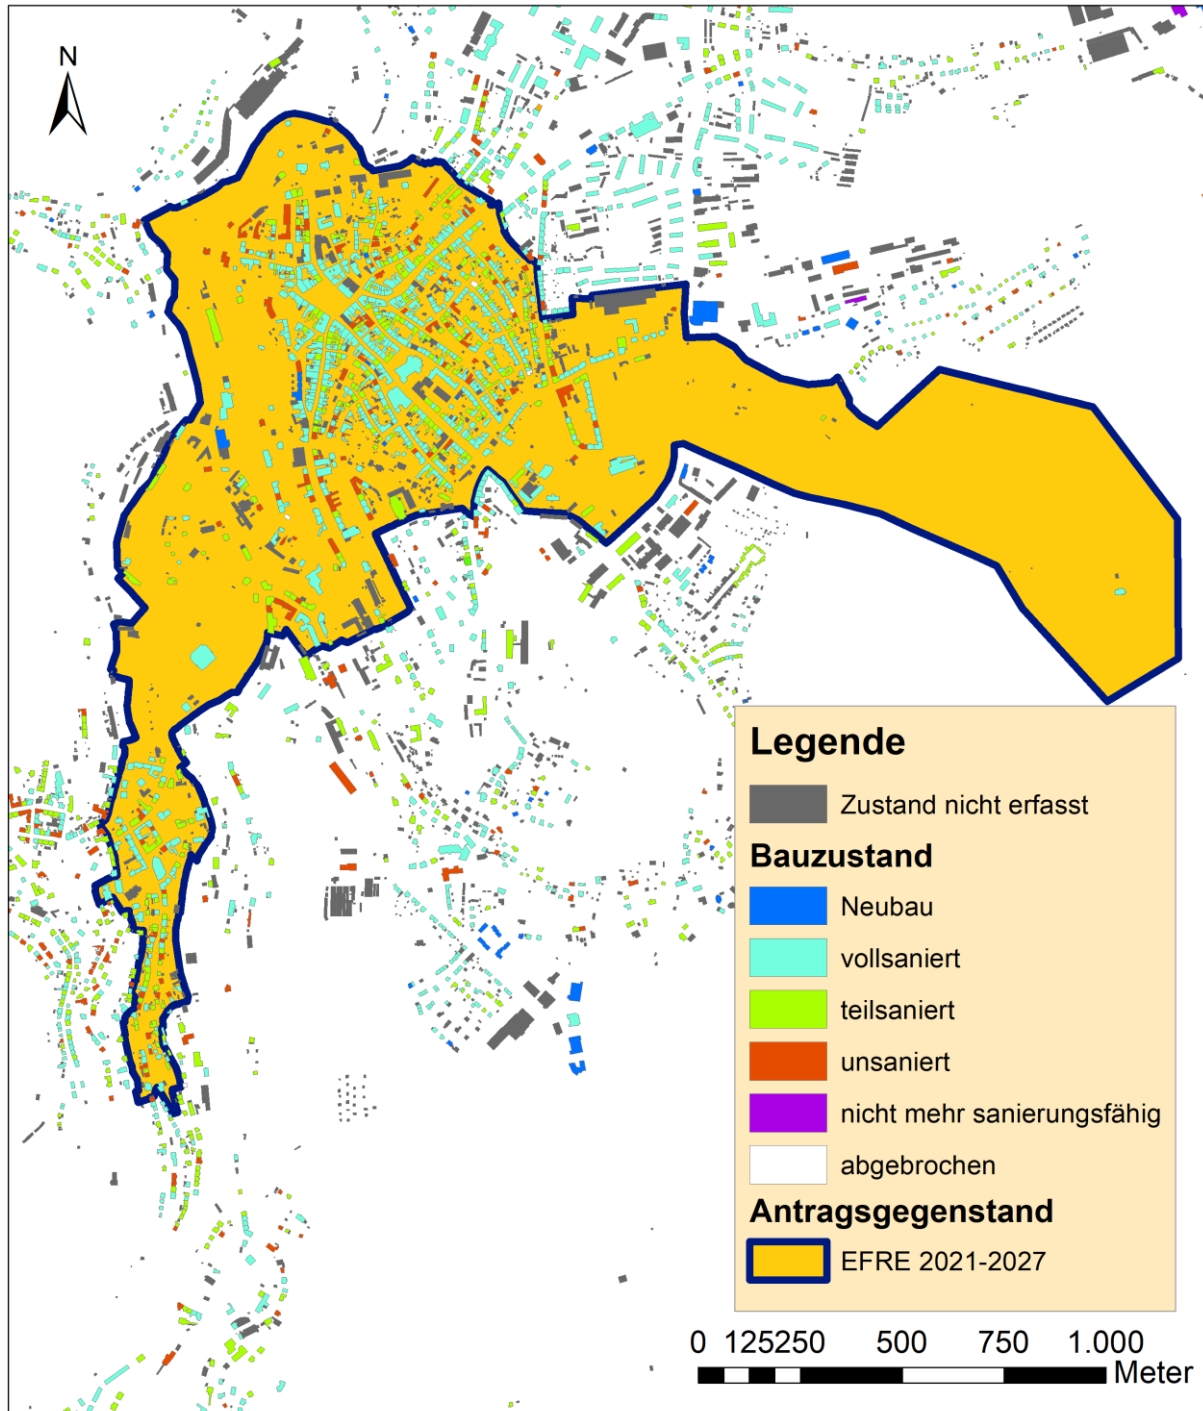 N
Legende
Zustand nicht erfasst
Bauzustand
Neubau
vollsaniert
teilsaniert
unsaniert
nicht mehr sanierungsfähig
abgebrochen
Antragsgegenstand
EFRE 2021-2027
0 125250 500 750 1.000
Meter